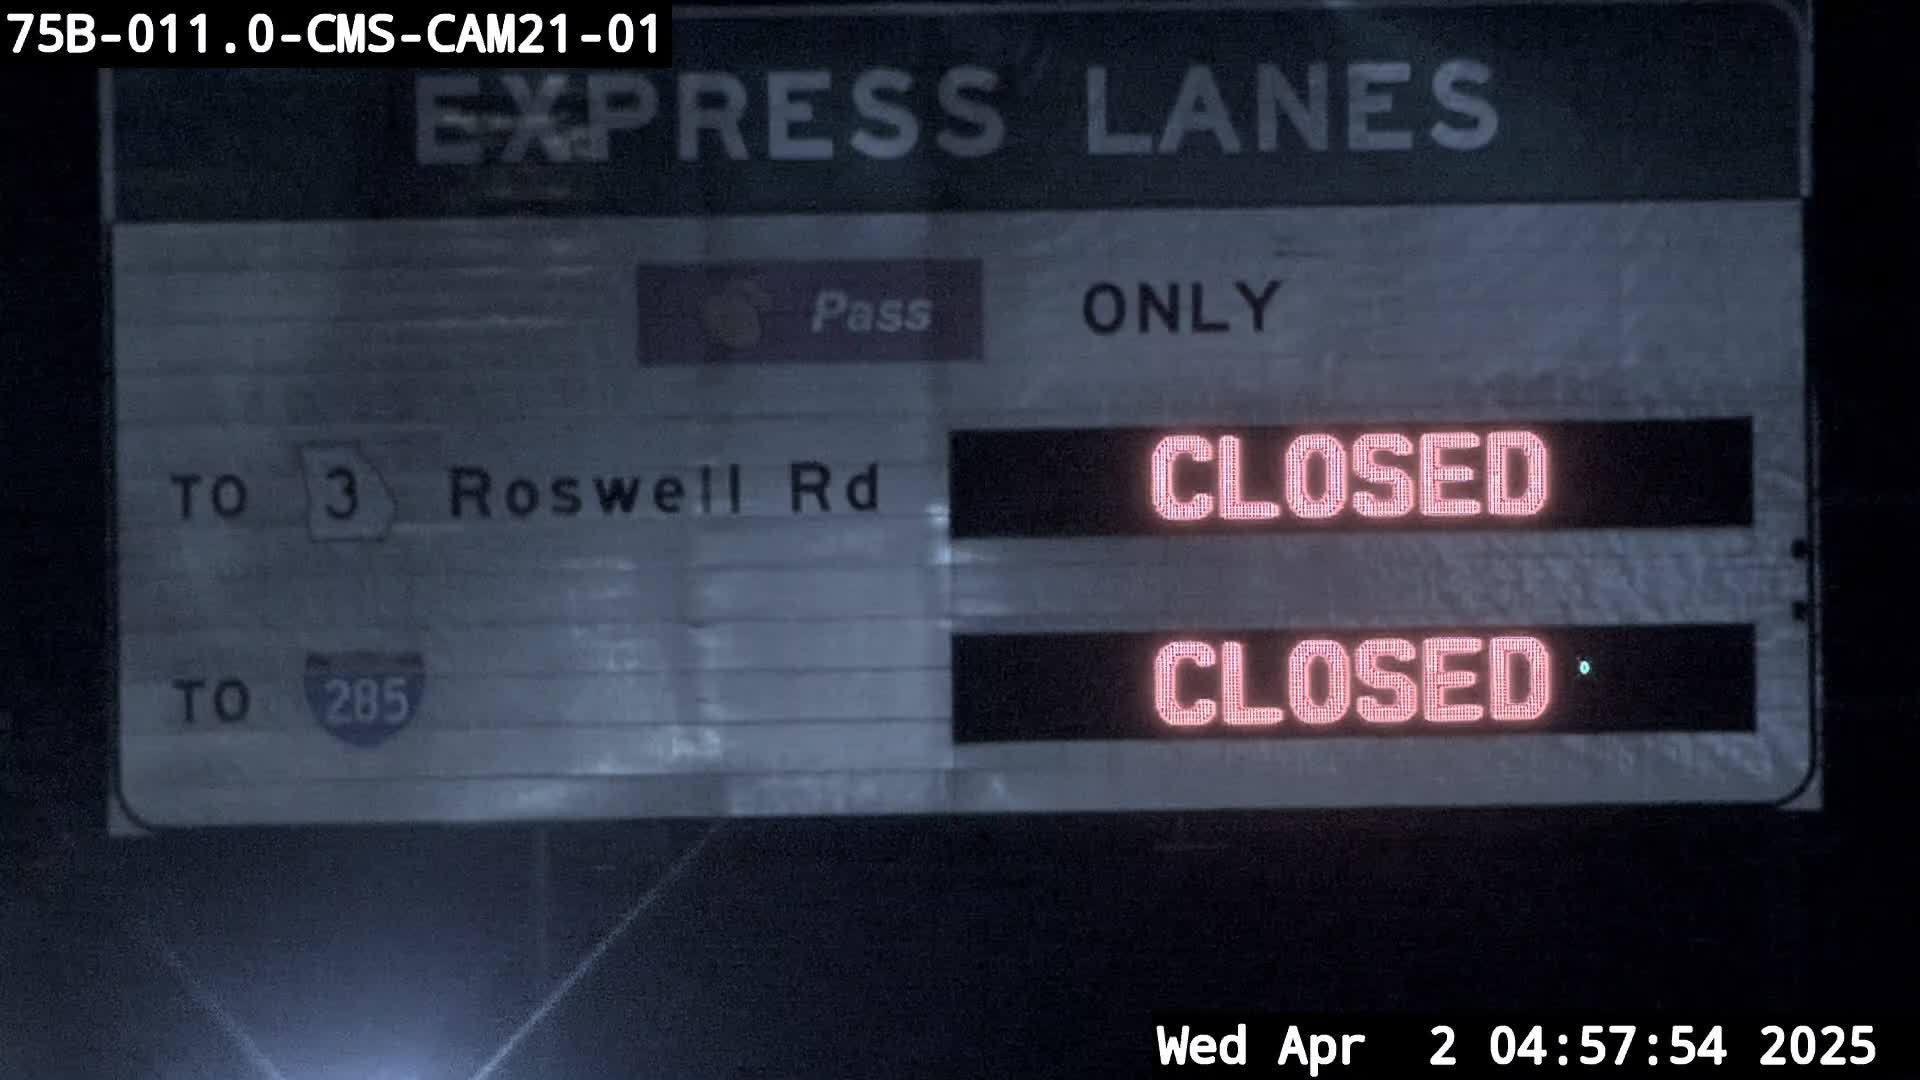 75B-011.0-CMS-CAM21-01
EXPRESS LANES
Pass ONLY
TO 3 Roswell Rd CLOSED
TO 285 CLOSED
Wed Apr 2 04:57:54 2025